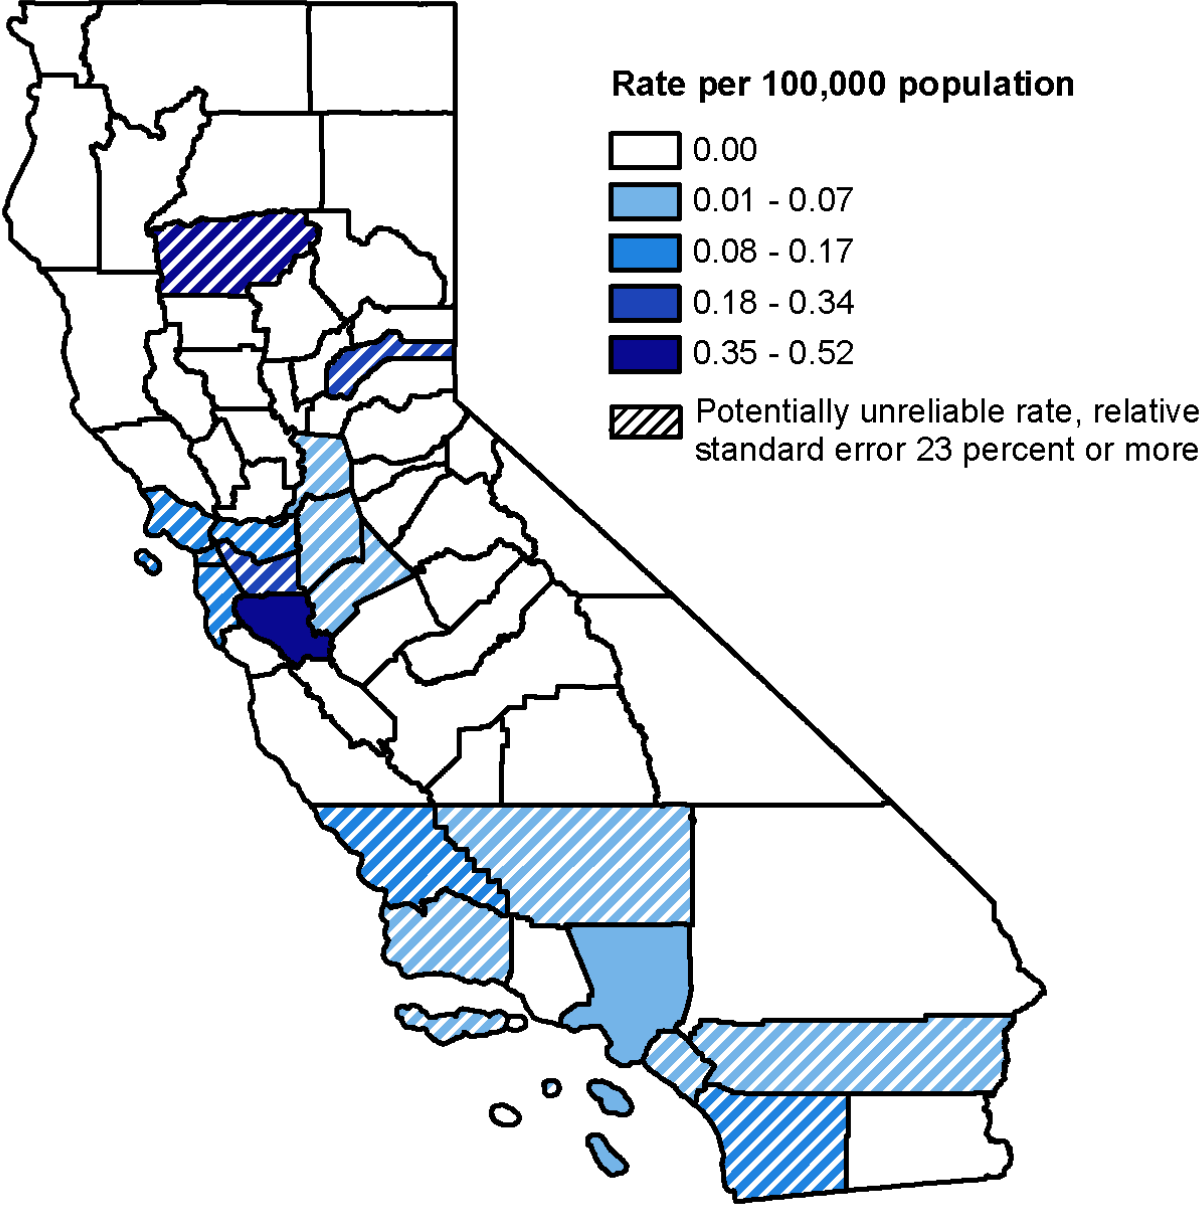 Rate per 100,000 population
0.00
0.01 - 0.07
0.08 - 0.17
0.18 - 0.34
0.35 - 0.52
Potentially unreliable rate, relative
standard error 23 percent or more